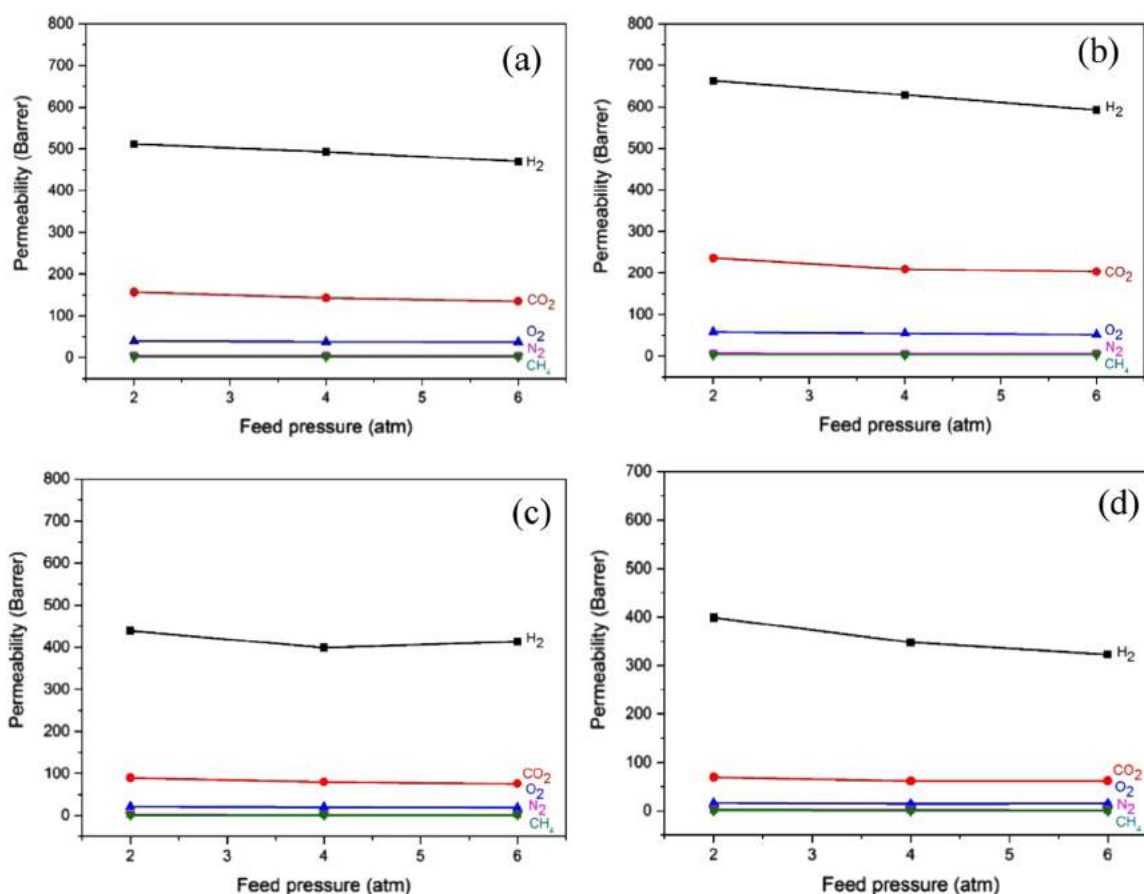 (a)
800
700
600
500
400
300
200
100
0
Permeability (Barrer)
H2
CO2
O2
N2
CH4
2 3 4 5 6
Feed pressure (atm)
(b)
800
700
600
500
400
300
200
100
0
Permeability (Barrer)
H2
CO2
O2
N2
CH4
2 3 4 5 6
Feed pressure (atm)
(c)
800
700
600
500
400
300
200
100
0
Permeability (Barrer)
H2
CO2
O2
N2
CH4
2 3 4 5 6
Feed pressure (atm)
(d)
700
600
500
400
300
200
100
0
Permeability (Barrer)
H2
CO2
O2
N2
CH4
2 3 4 5 6
Feed pressure (atm)